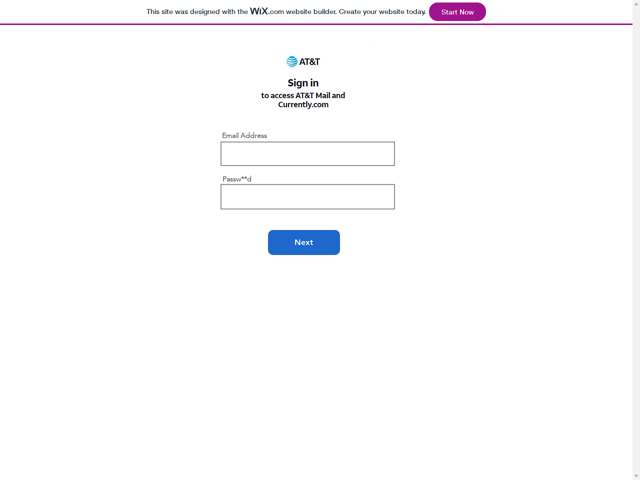 This site was designed with the WiX.com website builder. Create your website today. Start Now
AT&T
Sign in
to access AT&T Mail and
Currently.com
Email Address
Passw**d
Next